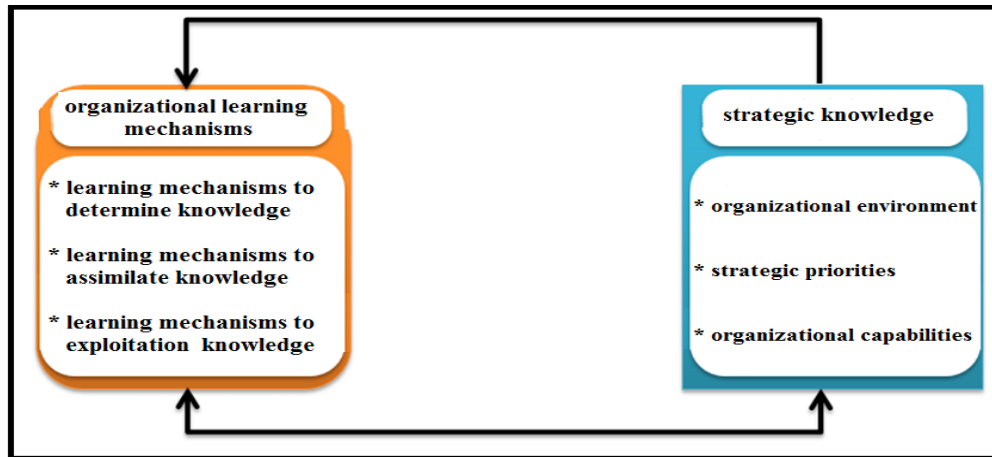 organizational learning
mechanisms
* learning mechanisms to
determine knowledge
* learning mechanisms to
assimilate knowledge
* learning mechanisms to
exploitation knowledge
strategic knowledge
* organizational environment
* strategic priorities
* organizational capabilities